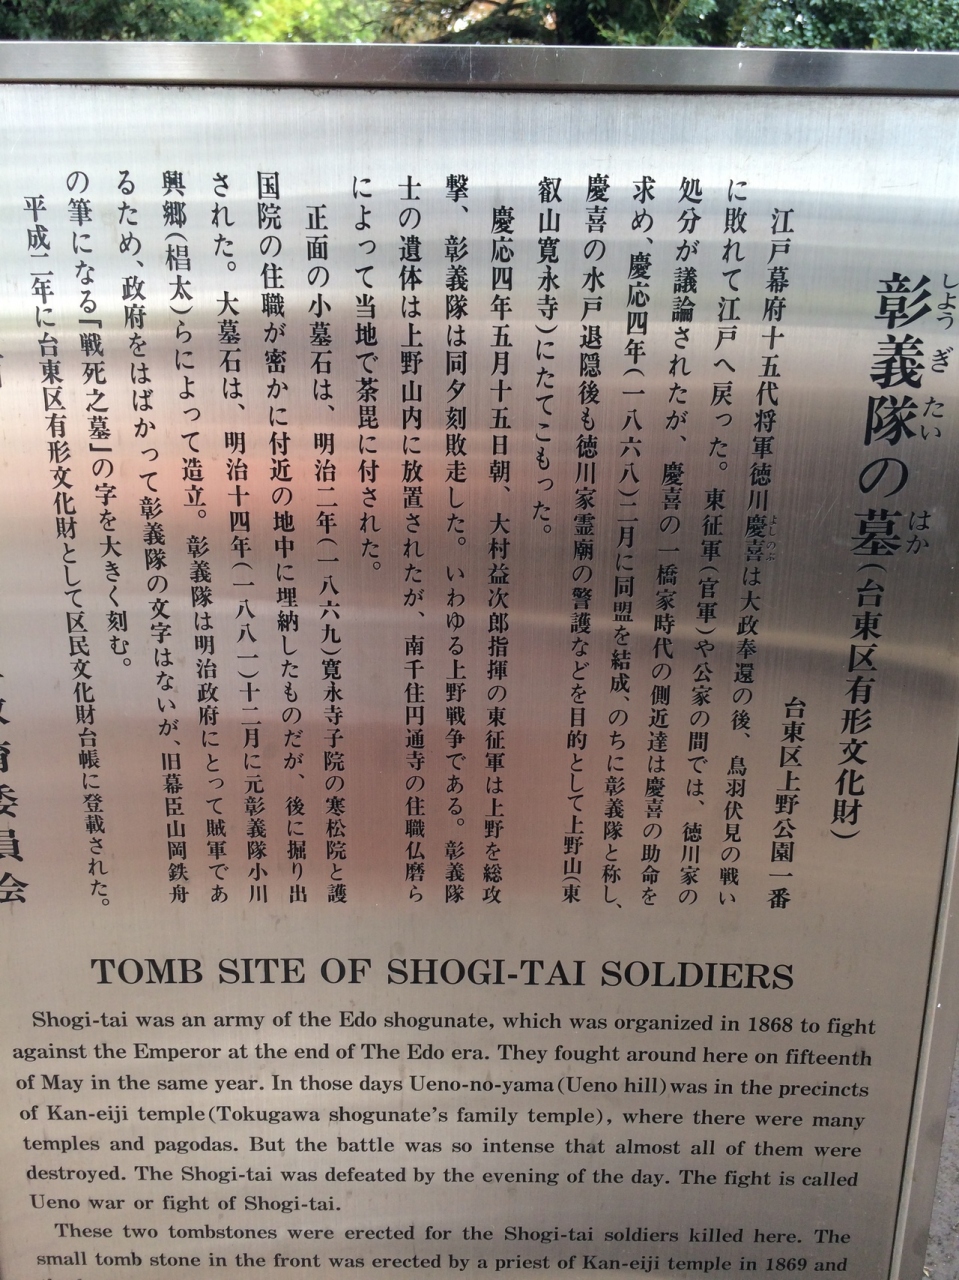 彰義隊の墓(台東区有形文化財)
しょうぎたい はか
台東区上野公園一番
江戸幕府十五代将軍徳川慶喜は大政奉還の後、鳥羽伏見の戦い
よしのぶ
に敗れて江戸へ戻った。東征軍(官軍)や公家の間では、徳川家の
処分が議論されたが、慶喜の一橋家時代の側近達は慶喜の助命を
求め、慶応四年(一八六八)二月に同盟を結成、のちに彰義隊と称し、
慶喜の水戸退隠後も徳川家霊廟の警護などを目的として上野山(東
叡山寛永寺)にたてこもった。
慶応四年五月十五日朝、大村益次郎指揮の東征軍は上野を総攻
撃、彰義隊は同夕刻敗走した。いわゆる上野戦争である。彰義隊
士の遺体は上野山内に放置されたが、南千住円通寺の住職仏磨ら
によって当地で荼毘に付された。
正面の小墓石は、明治二年(一八六九)寛永寺子院の寒松院と護
国院の住職が密かに付近の地中に埋納したものだが、後に掘り出
された。大墓石は、明治十四年(一八八一)十二月に元彰義隊小川
興郷(椙太)らによって造立。彰義隊は明治政府にとって賊軍であ
るため、政府をはばかって彰義隊の文字はないが、旧幕臣山岡鉄舟
の筆になる「戦死之墓」の字を大きく刻む。
平成二年に台東区有形文化財として区民文化財台帳に登載された。
教育委員会
TOMB SITE OF SHOGI-TAI SOLDIERS
Shogi-tai was an army of the Edo shogunate, which was organized in 1868 to fight
against the Emperor at the end of The Edo era. They fought around here on fifteenth
of May in the same year. In those days Ueno-no-yama(Ueno hill)was in the precincts
of Kan-eiji temple(Tokugawa shogunate's family temple), where there were many
temples and pagodas. But the battle was so intense that almost all of them were
destroyed. The Shogi-tai was defeated by the evening of the day. The fight is called
Ueno war or fight of Shogi-tai.
These two tombstones were erected for the Shogi-tai soldiers killed here. The
small tomb stone in the front was erected by a priest of Kan-eiji temple in 1869 and